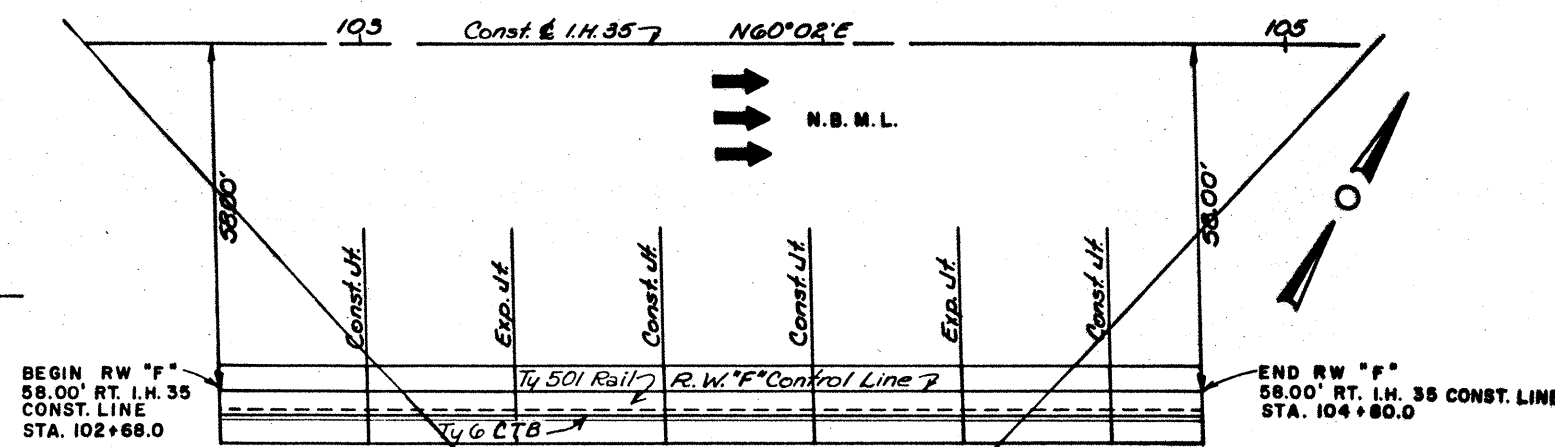 103
Const. ℄ I.H. 35
N60°02'E
105
N.B.M.L.
58.00'
58.00'
Const. Jt.
Exp. Jt.
Const. Jt.
Const. Jt.
Exp. Jt.
Const. Jt.
BEGIN RW "F"
58.00' RT. I.H. 35
CONST. LINE
STA. 102+68.0
Ty 501 Rail
R.W. "F" Control Line
Ty 6 CTB
END RW "F"
58.00' RT. I.H. 35 CONST. LINE
STA. 104+80.0